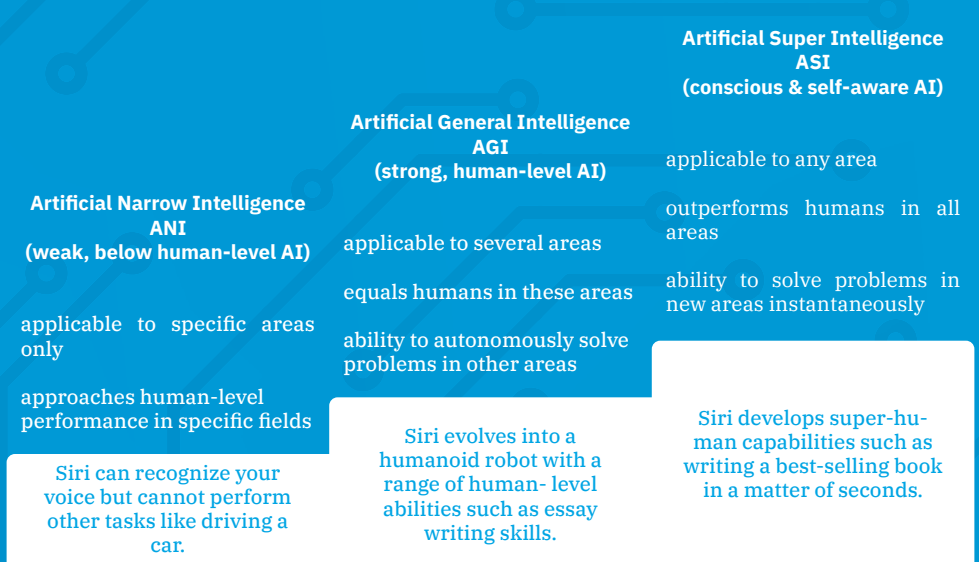 Artificial Narrow Intelligence
ANI
(weak, below human-level AI)
applicable to specific areas
only
approaches human-level
performance in specific fields
Siri can recognize your
voice but cannot perform
other tasks like driving a
car.
Artificial General Intelligence
AGI
(strong, human-level AI)
applicable to several areas
equals humans in these areas
ability to autonomously solve
problems in other areas
Siri evolves into a
humanoid robot with a
range of human- level
abilities such as essay
writing skills.
Artificial Super Intelligence
ASI
(conscious & self-aware AI)
applicable to any area
outperforms humans in all
areas
ability to solve problems in
new areas instantaneously
Siri develops super-hu-
man capabilities such as
writing a best-selling book
in a matter of seconds.